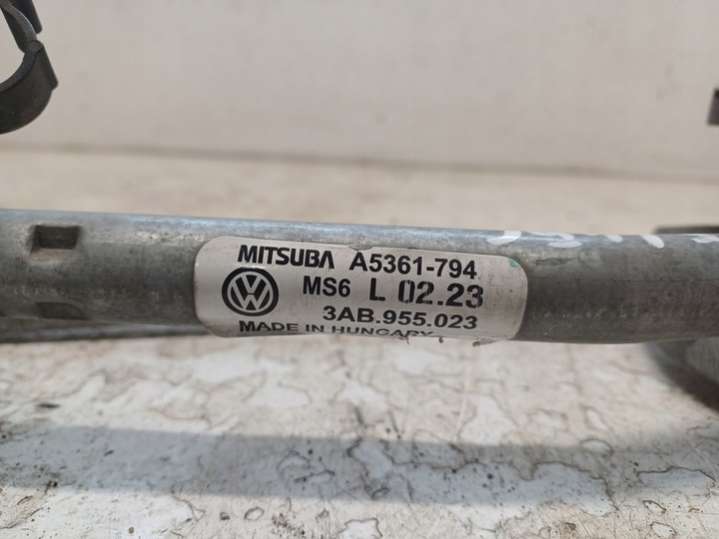 MITSUBA A5361-794
MS6 L 02.23
3AB.955.023
MADE IN HUNGARY